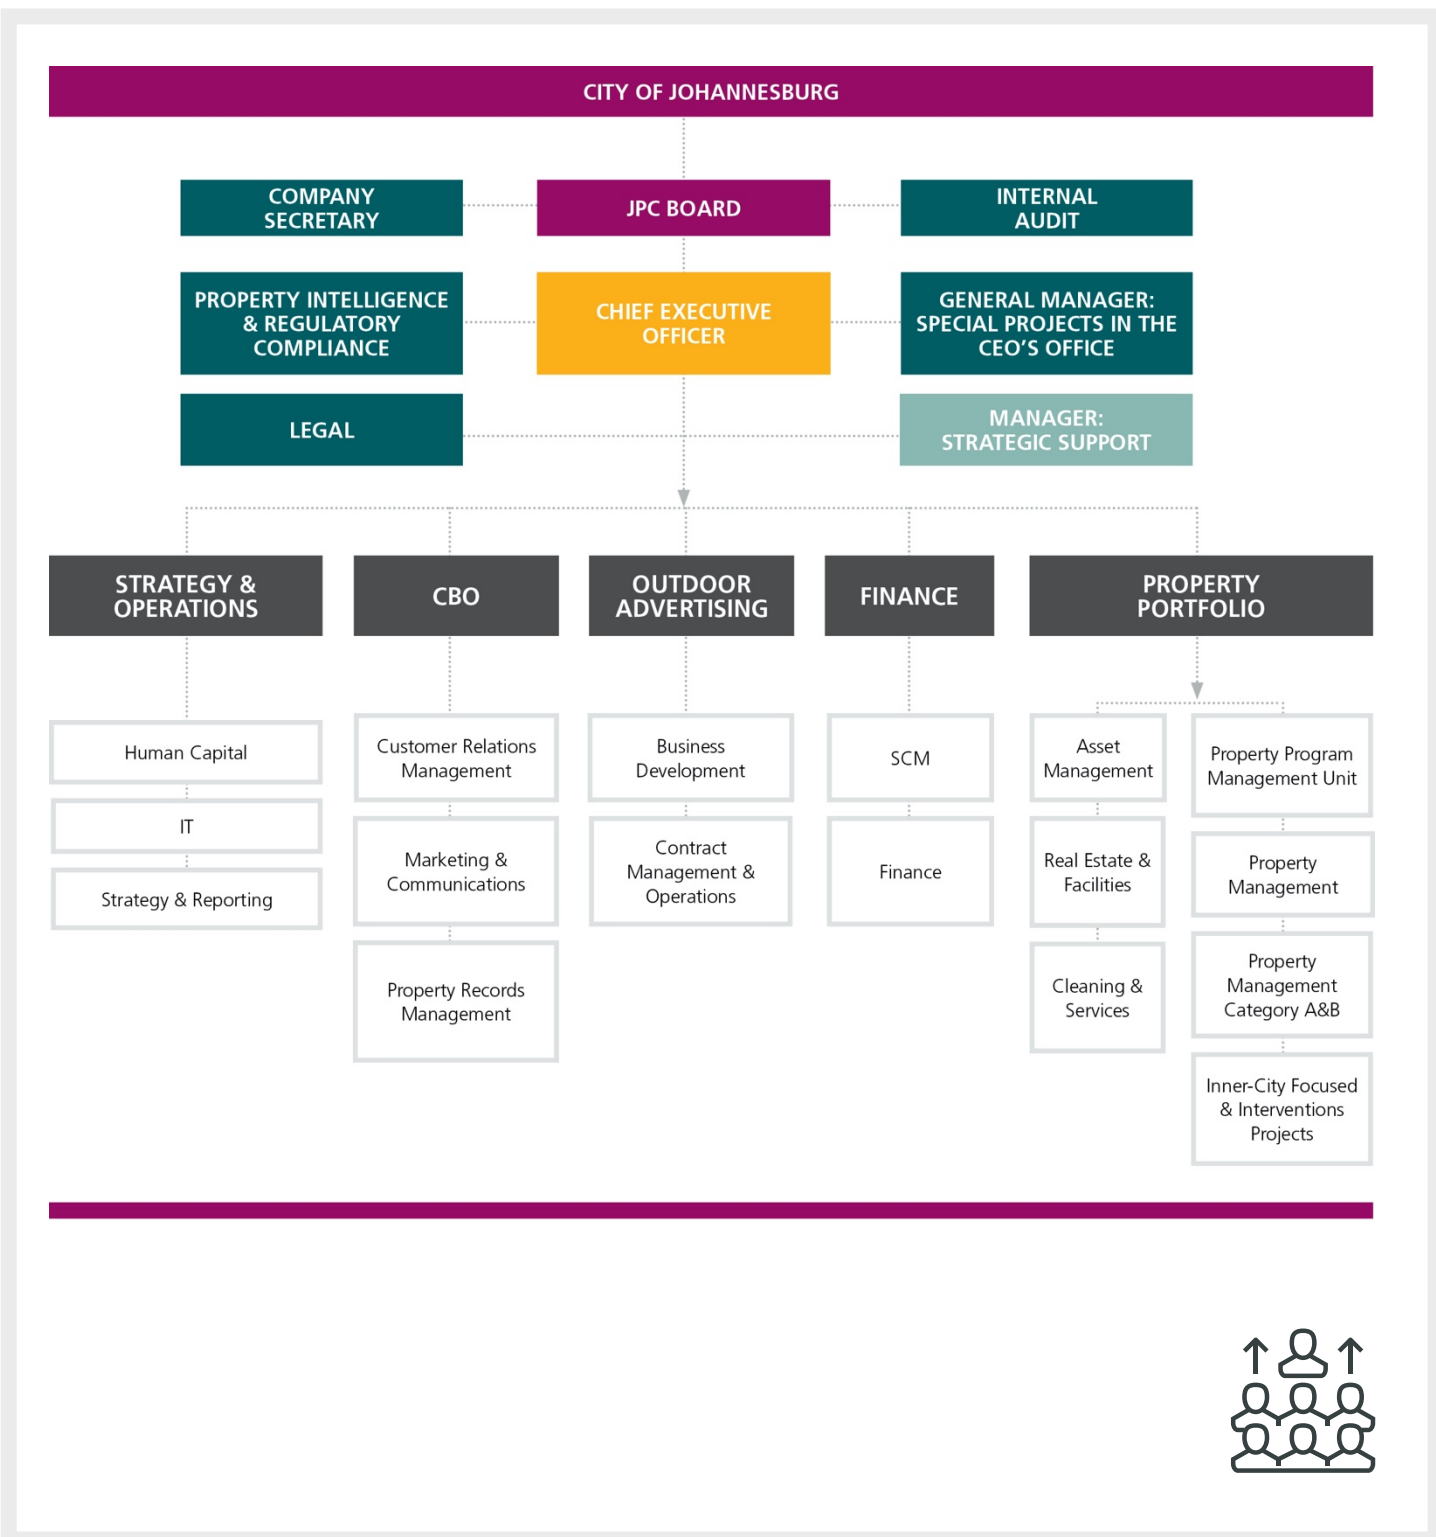 CITY OF JOHANNESBURG
COMPANY
SECRETARY
JPC BOARD
INTERNAL
AUDIT
PROPERTY INTELLIGENCE
& REGULATORY
COMPLIANCE
CHIEF EXECUTIVE
OFFICER
GENERAL MANAGER:
SPECIAL PROJECTS IN THE
CEO’S OFFICE
LEGAL
MANAGER:
STRATEGIC SUPPORT
STRATEGY &
OPERATIONS
CBO
OUTDOOR
ADVERTISING
FINANCE
PROPERTY
PORTFOLIO
Human Capital
IT
Strategy & Reporting
Customer Relations
Management
Marketing &
Communications
Property Records
Management
Business
Development
Contract
Management &
Operations
SCM
Finance
Asset
Management
Real Estate &
Facilities
Cleaning &
Services
Property Program
Management Unit
Property
Management
Property
Management
Category A&B
Inner-City Focused
& Interventions
Projects